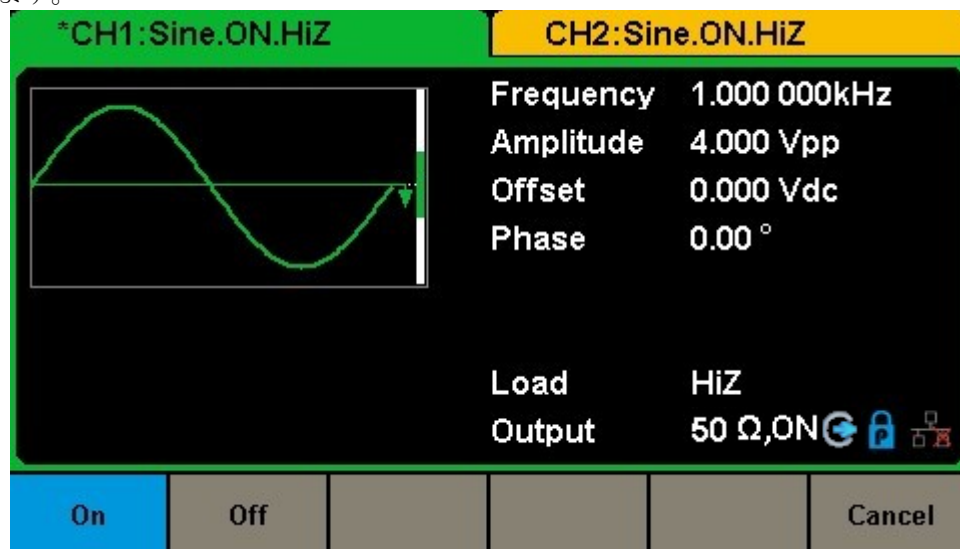 *CH1:Sine.ON.HiZ CH2:Sine.ON.HiZ
Frequency 1.000 000kHz
Amplitude 4.000 Vpp
Offset 0.000 Vdc
Phase 0.00 °
Load HiZ
Output 50 Ω,ON
On Off Cancel